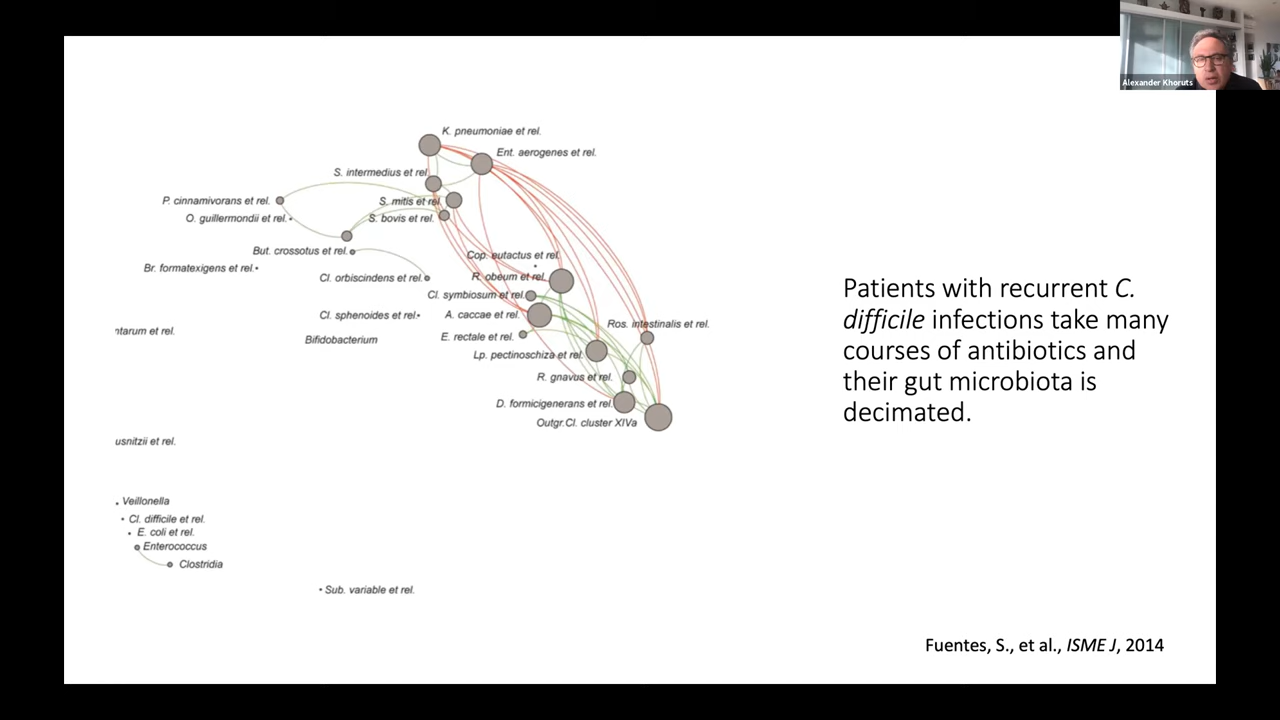 Alexander Khoruts
K. pneumoniae et rel.
Ent. aerogenes et rel.
S. intermedius et rel.
P. cinnamivorans et rel.
S. mitis et rel.
O. guillermondii et rel.
S. bovis et rel.
But. crossotus et rel.
Cop. eutactus et rel.
Br. formatexigens et rel.
Cl. orbiscindens et rel.
R. obeum et rel.
Cl. symbiosum et rel.
Cl. sphenoides et rel.
A. caccae et rel.
Ros. intestinalis et rel.
ntarum et rel.
Bifidobacterium
E. rectale et rel.
Lp. pectinoschiza et rel.
R. gnavus et rel.
D. formicigenerans et rel.
Outgr.Cl. cluster XIVa
usnitzii et rel.
Veillonella
Cl. difficile et rel.
E. coli et rel.
Enterococcus
Clostridia
Sub. variable et rel.
Patients with recurrent C.
difficile infections take many
courses of antibiotics and
their gut microbiota is
decimated.
Fuentes, S., et al., ISME J, 2014